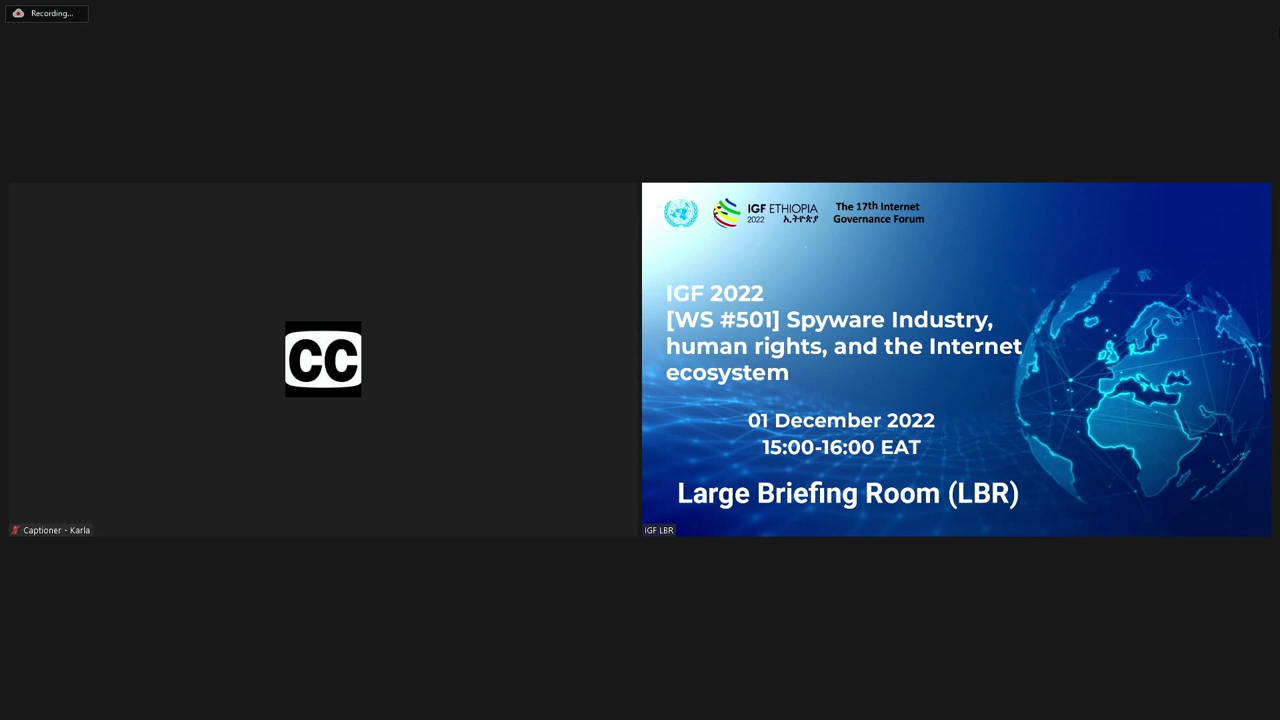 Recording...
CC
Captioner - Karla
IGF ETHIOPIA
2022 ኢትዮጵያ
The 17th Internet
Governance Forum
IGF 2022
[WS #501] Spyware Industry,
human rights, and the Internet
ecosystem
01 December 2022
15:00-16:00 EAT
Large Briefing Room (LBR)
IGF LBR